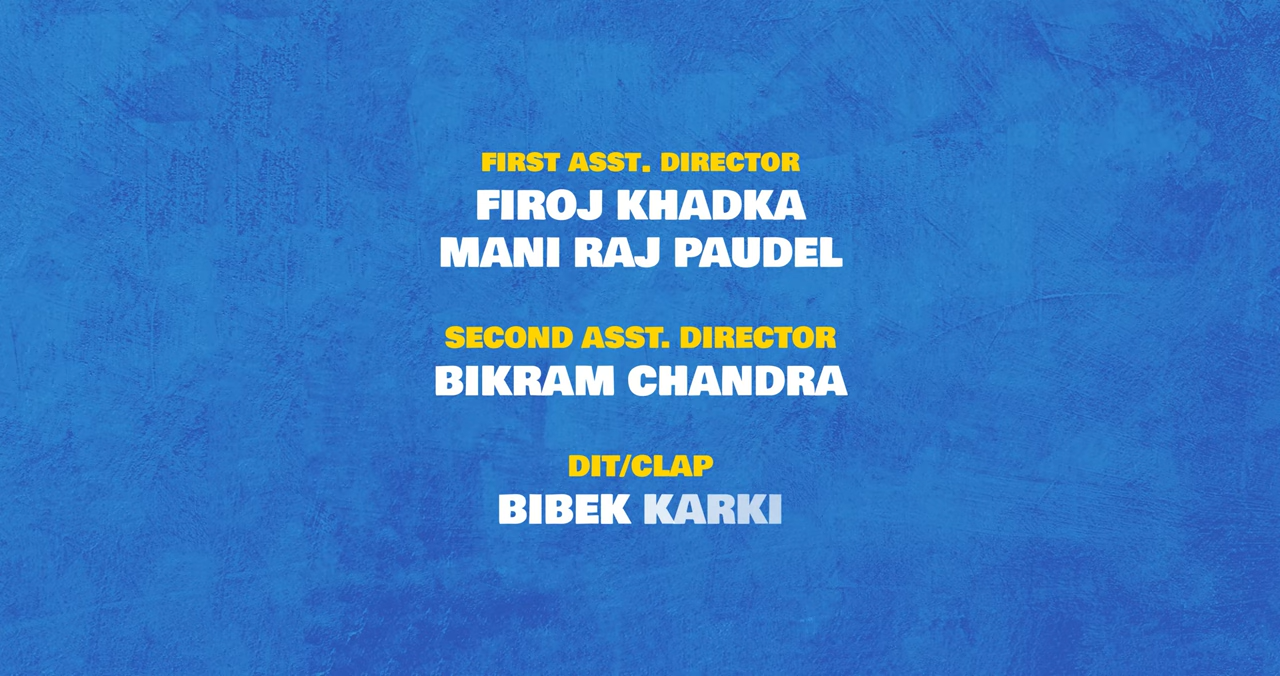 FIRST ASST. DIRECTOR
FIROJ KHADKA
MANI RAJ PAUDEL
SECOND ASST. DIRECTOR
BIKRAM CHANDRA
DIT/CLAP
BIBEK KARKI